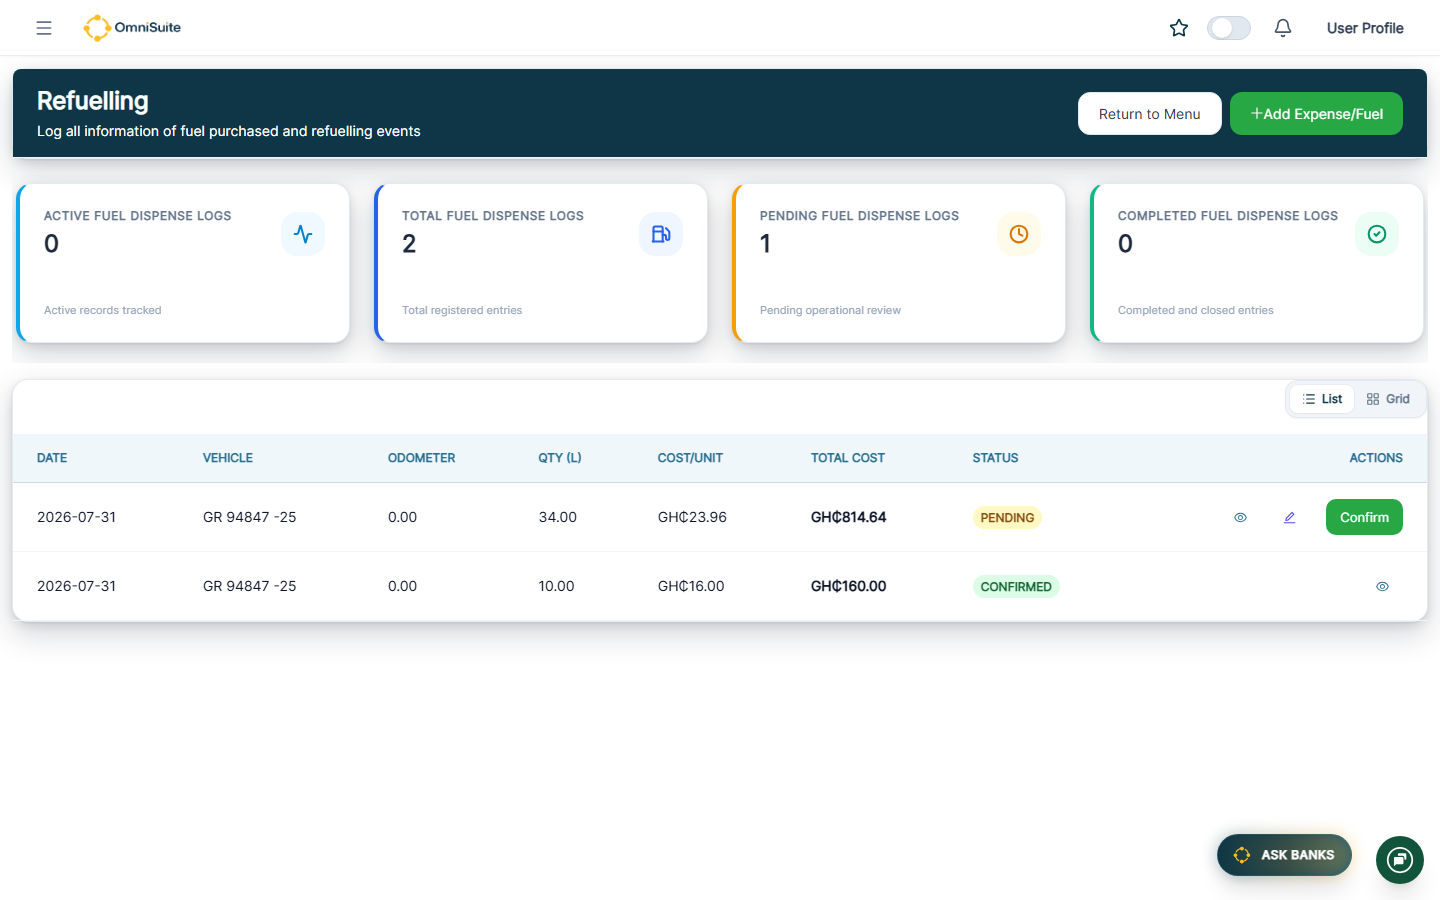 OmniSuite
User Profile
Refuelling
Log all information of fuel purchased and refuelling events
Return to Menu
+Add Expense/Fuel
ACTIVE FUEL DISPENSE LOGS
0
Active records tracked
TOTAL FUEL DISPENSE LOGS
2
Total registered entries
PENDING FUEL DISPENSE LOGS
1
Pending operational review
COMPLETED FUEL DISPENSE LOGS
0
Completed and closed entries
List Grid
DATE VEHICLE ODOMETER QTY (L) COST/UNIT TOTAL COST STATUS ACTIONS
2026-07-31 GR 94847 -25 0.00 34.00 GH₵23.96 GH₵814.64 PENDING Confirm
2026-07-31 GR 94847 -25 0.00 10.00 GH₵16.00 GH₵160.00 CONFIRMED
ASK BANKS